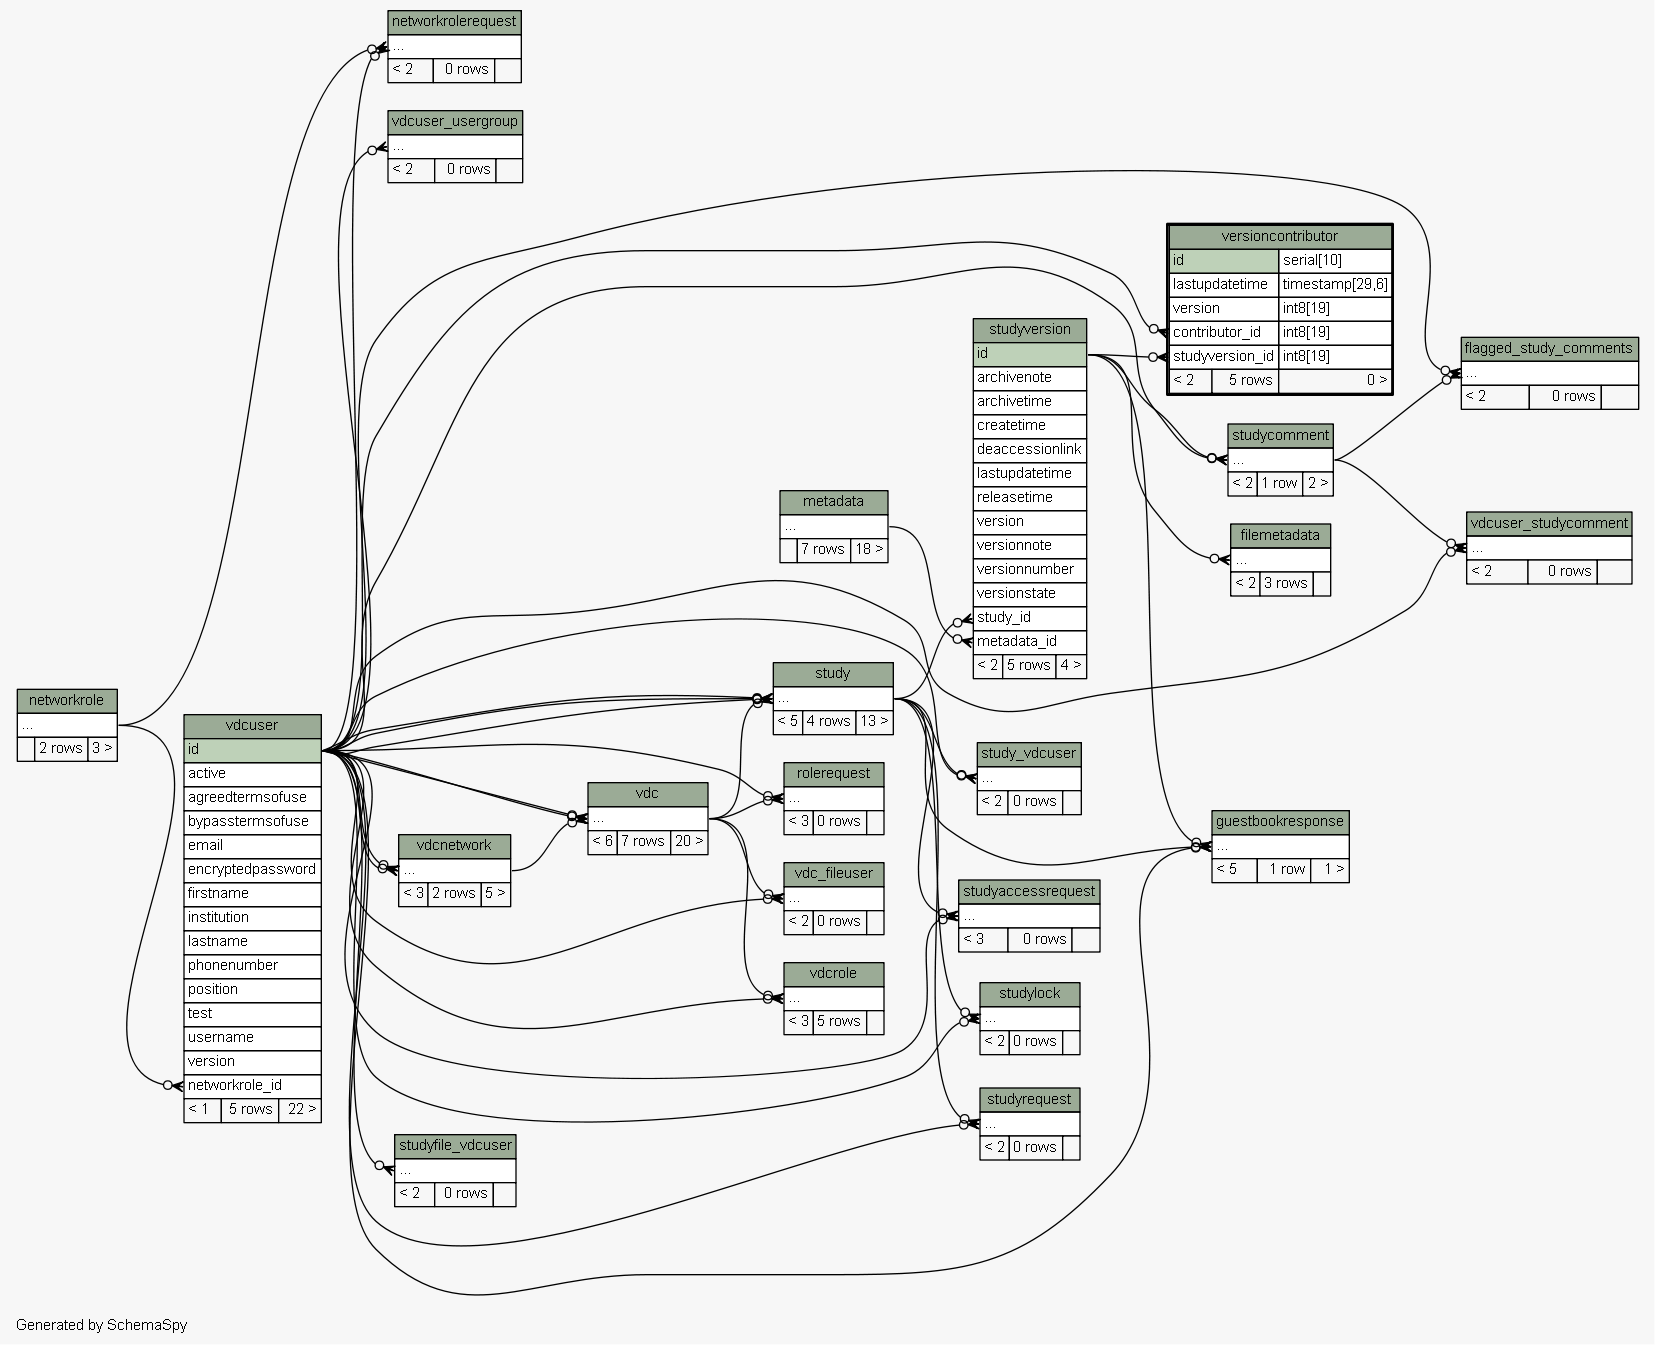 networkrolerequest
...
< 2 0 rows
vdcuser_usergroup
...
< 2 0 rows
versioncontributor
id serial[10]
lastupdatetime timestamp[29,6]
version int8[19]
contributor_id int8[19]
studyversion_id int8[19]
< 2 5 rows 0 >
studyversion
id
archivenote
archivetime
createtime
deaccessionlink
lastupdatetime
releasetime
version
versionnote
versionnumber
versionstate
study_id
metadata_id
< 2 5 rows 4 >
flagged_study_comments
...
< 2 0 rows
studycomment
...
< 2 1 row 2 >
metadata
...
7 rows 18 >
filemetadata
...
< 2 3 rows
vdcuser_studycomment
...
< 2 0 rows
study
...
< 5 4 rows 13 >
networkrole
...
2 rows 3 >
vdcuser
id
active
agreedtermsofuse
bypasstermsofuse
email
encryptedpassword
firstname
institution
lastname
phonenumber
position
test
username
version
networkrole_id
< 1 5 rows 22 >
study_vdcuser
...
< 2 0 rows
rolerequest
...
< 3 0 rows
vdc
...
< 6 7 rows 20 >
guestbookresponse
...
< 5 1 row 1 >
vdcnetwork
...
< 3 2 rows 5 >
vdc_fileuser
...
< 2 0 rows
studyaccessrequest
...
< 3 0 rows
vdcrole
...
< 3 5 rows
studylock
...
< 2 0 rows
studyrequest
...
< 2 0 rows
studyfile_vdcuser
...
< 2 0 rows
Generated by SchemaSpy